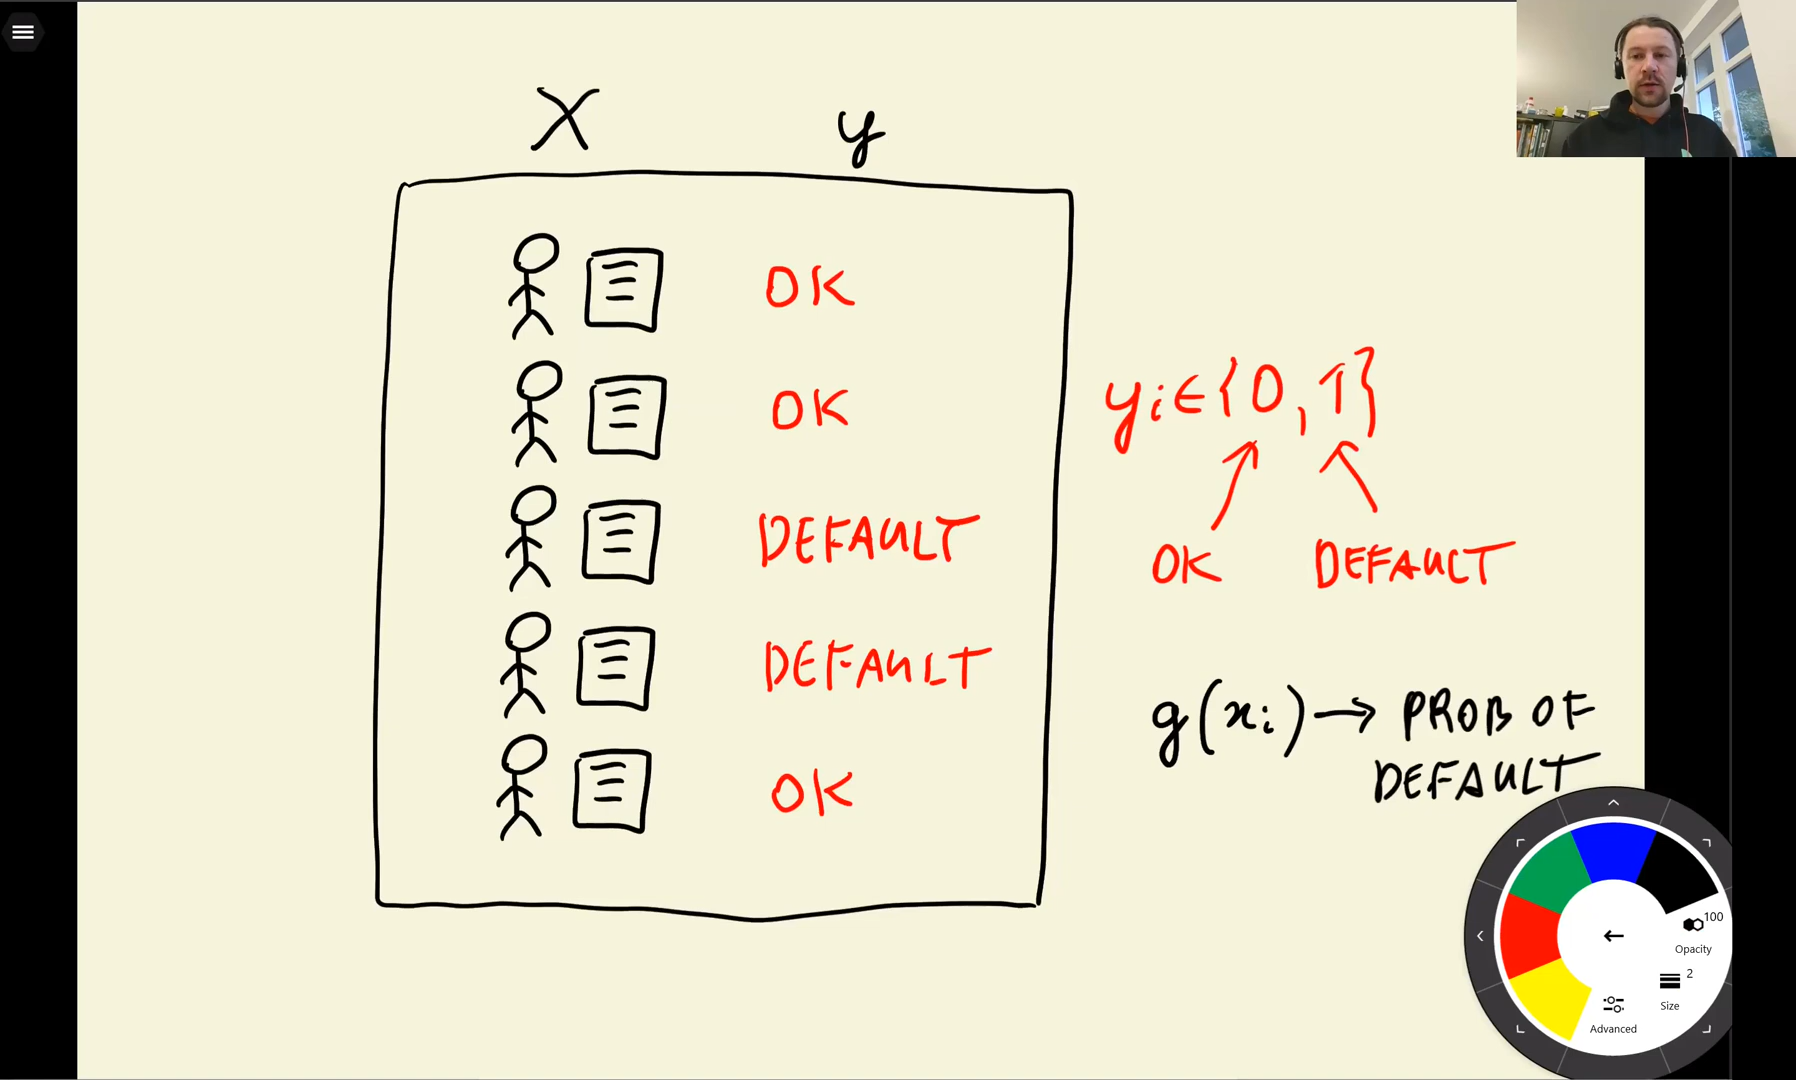 X y
OK
OK
DEFAULT
DEFAULT
OK
yi∈{0,1}
OK DEFAULT
g(xi)→PROB OF
DEFAULT
100
Opacity
2
Size
Advanced